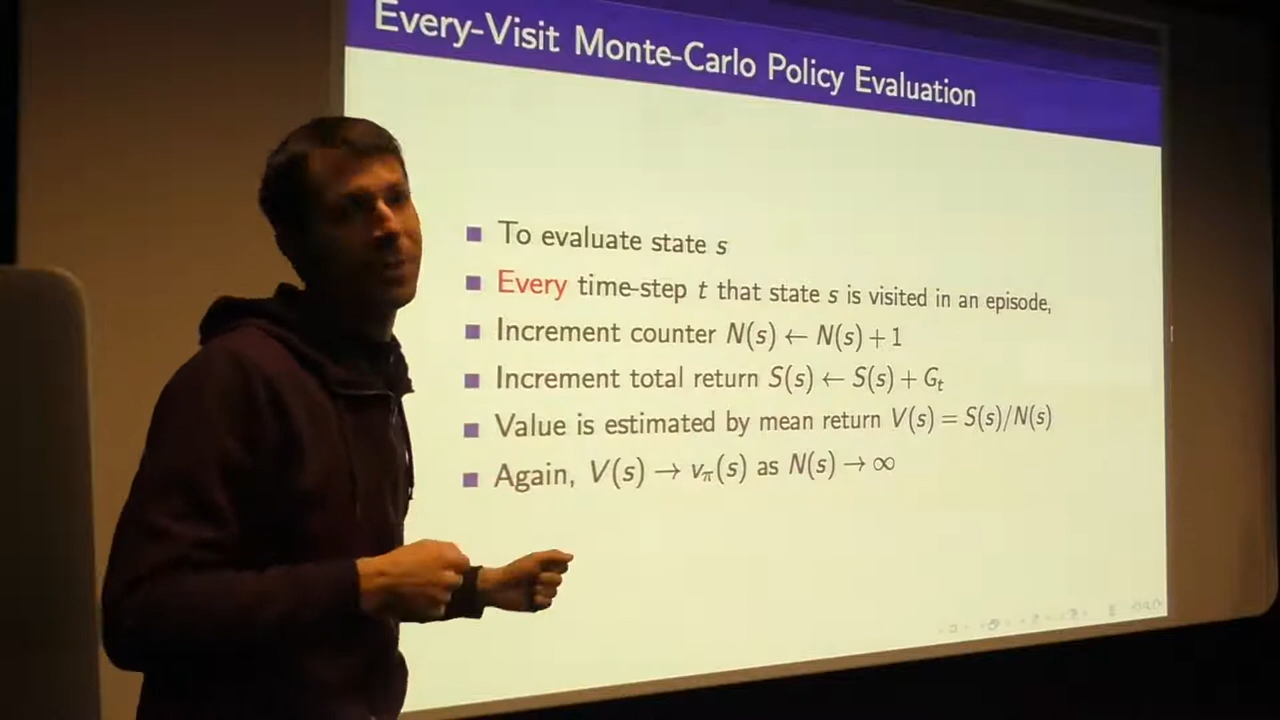 Every-Visit Monte-Carlo Policy Evaluation
To evaluate state s
Every time-step t that state s is visited in an episode,
Increment counter N(s) ← N(s) + 1
Increment total return S(s) ← S(s) + Gₜ
Value is estimated by mean return V(s) = S(s)/N(s)
Again, V(s) → vπ(s) as N(s) → ∞